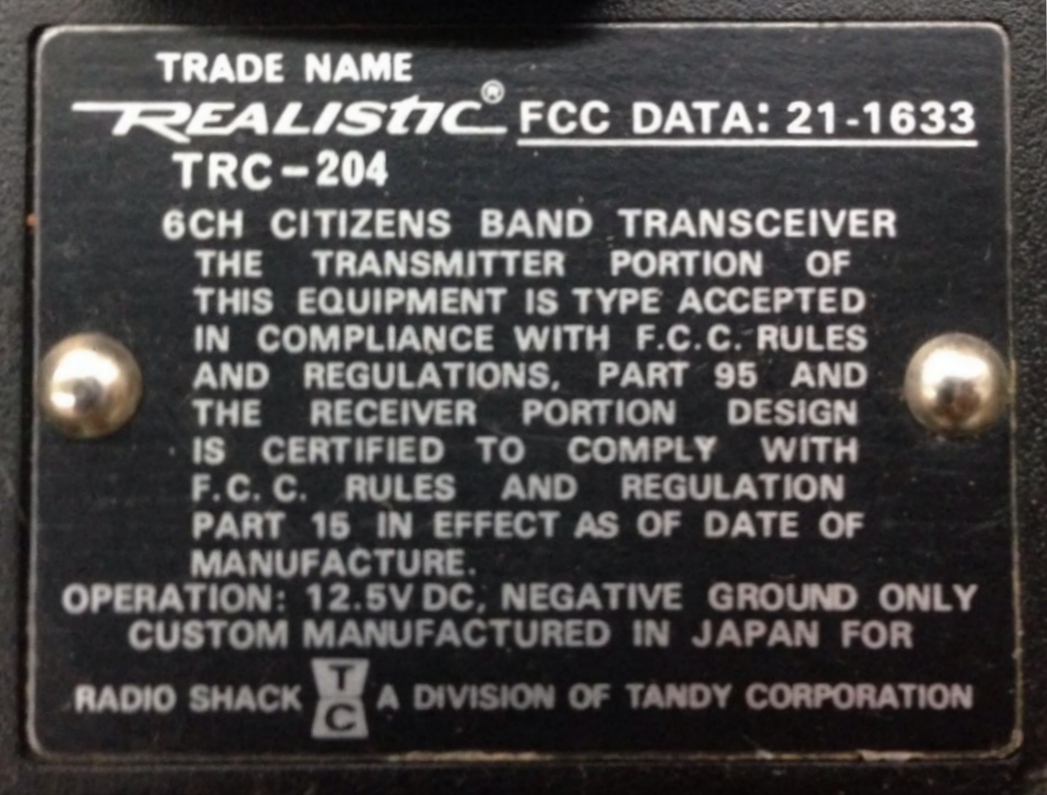 TRADE NAME
REALISTIC® FCC DATA: 21-1633
TRC-204
6CH CITIZENS BAND TRANSCEIVER
THE TRANSMITTER PORTION OF
THIS EQUIPMENT IS TYPE ACCEPTED
IN COMPLIANCE WITH F.C.C. RULES
AND REGULATIONS, PART 95 AND
THE RECEIVER PORTION DESIGN
IS CERTIFIED TO COMPLY WITH
F.C.C. RULES AND REGULATION
PART 15 IN EFFECT AS OF DATE OF
MANUFACTURE.
OPERATION: 12.5V DC, NEGATIVE GROUND ONLY
CUSTOM MANUFACTURED IN JAPAN FOR
RADIO SHACK TC A DIVISION OF TANDY CORPORATION